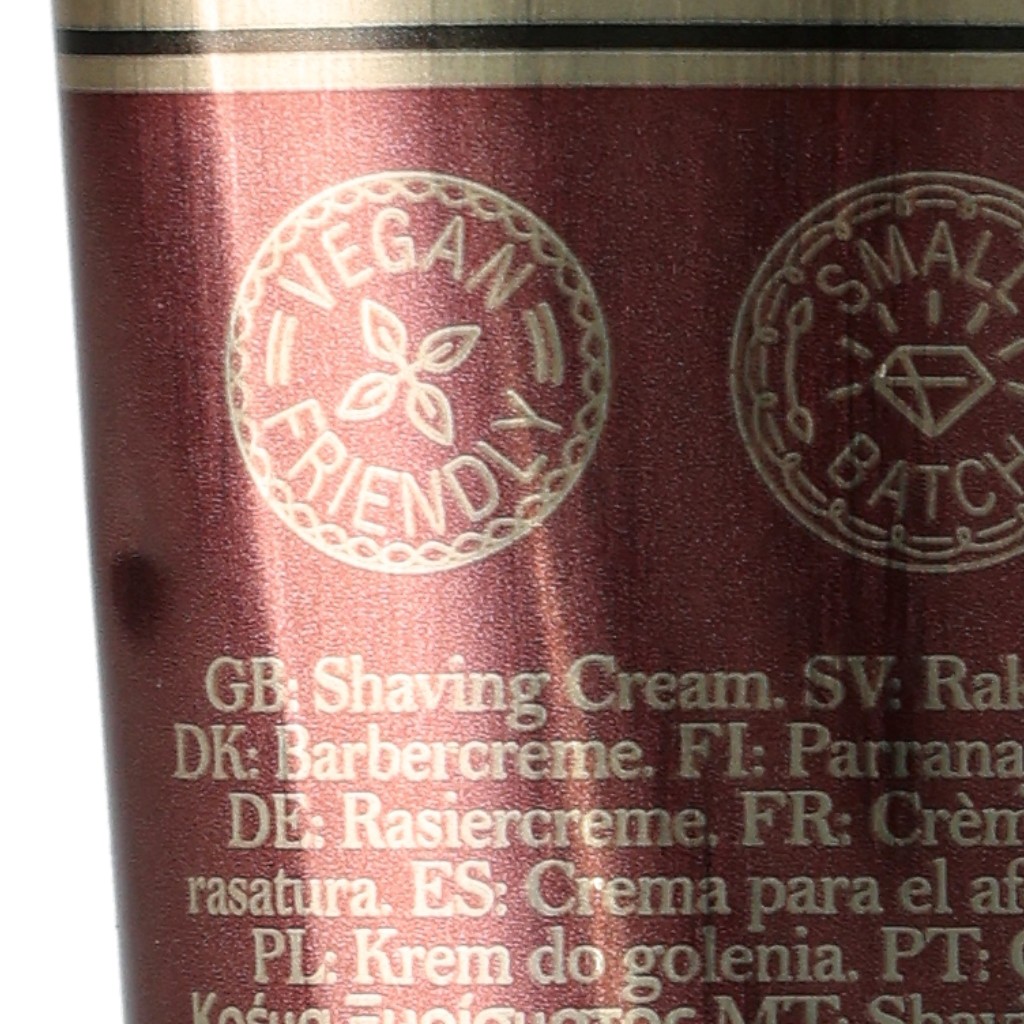 VEGAN
FRIENDLY
SMALL
BATCH
GB: Shaving Cream. SV:
DK: Barbercreme. FI:
DE: Rasiercreme. FR:
rasatura. ES: Crema para el
PL: Krem do golenia. PT:
MT: